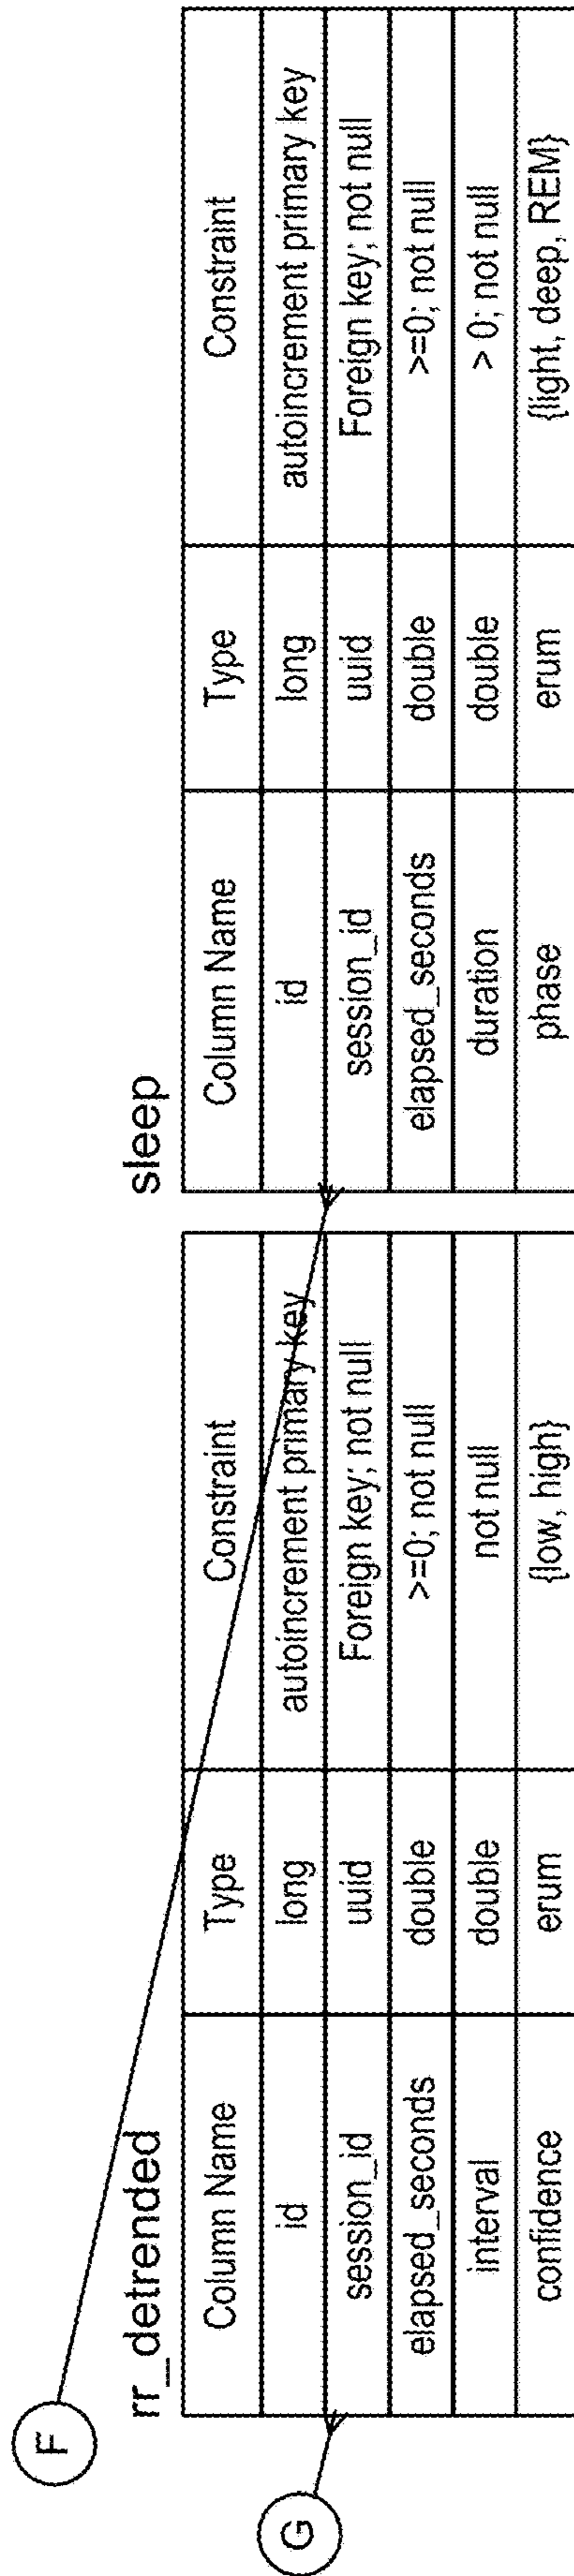 F
G
rr_detrended
Column Name Type Constraint
id long autoincrement primary key
session_id uuid Foreign key; not null
elapsed_seconds double >=0; not null
interval double not null
confidence erum {low, high}
sleep
Column Name Type Constraint
id long autoincrement primary key
session_id uuid Foreign key; not null
elapsed_seconds double >=0; not null
duration double > 0; not null
phase erum {light, deep, REM}